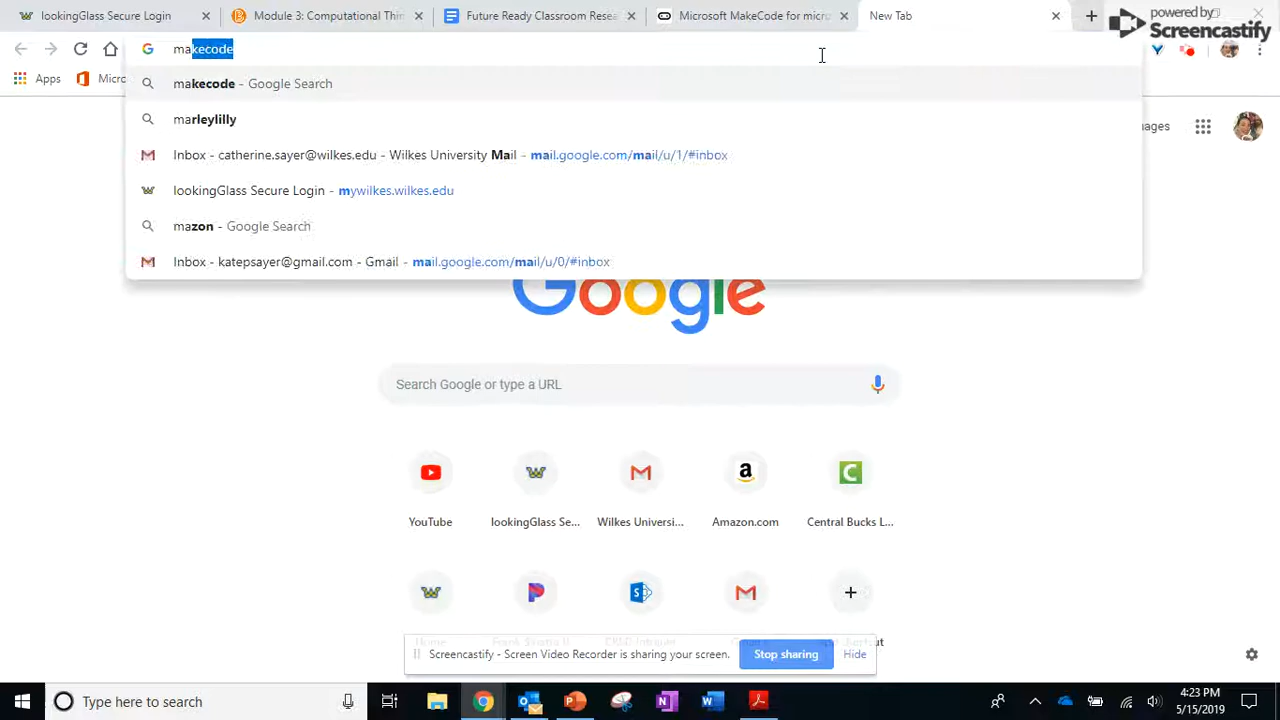 lookingGlass Secure Login
Module 3: Computational Thin
Future Ready Classroom Resea
Microsoft MakeCode for micro
New Tab
powered by
Screencastify
makecode
Apps
Micro
makecode - Google Search
marleylilly
ages
Inbox - catherine.sayer@wilkes.edu - Wilkes University Mail - mail.google.com/mail/u/1/#inbox
lookingGlass Secure Login - mywilkes.wilkes.edu
mazon - Google Search
Inbox - katepsayer@gmail.com - Gmail - mail.google.com/mail/u/0/#inbox
Google
Search Google or type a URL
YouTube
lookingGlass Se...
Wilkes Universi...
Amazon.com
Central Bucks L...
Screencastify - Screen Video Recorder is sharing your screen.
Stop sharing
Hide
Type here to search
4:23 PM
5/15/2019